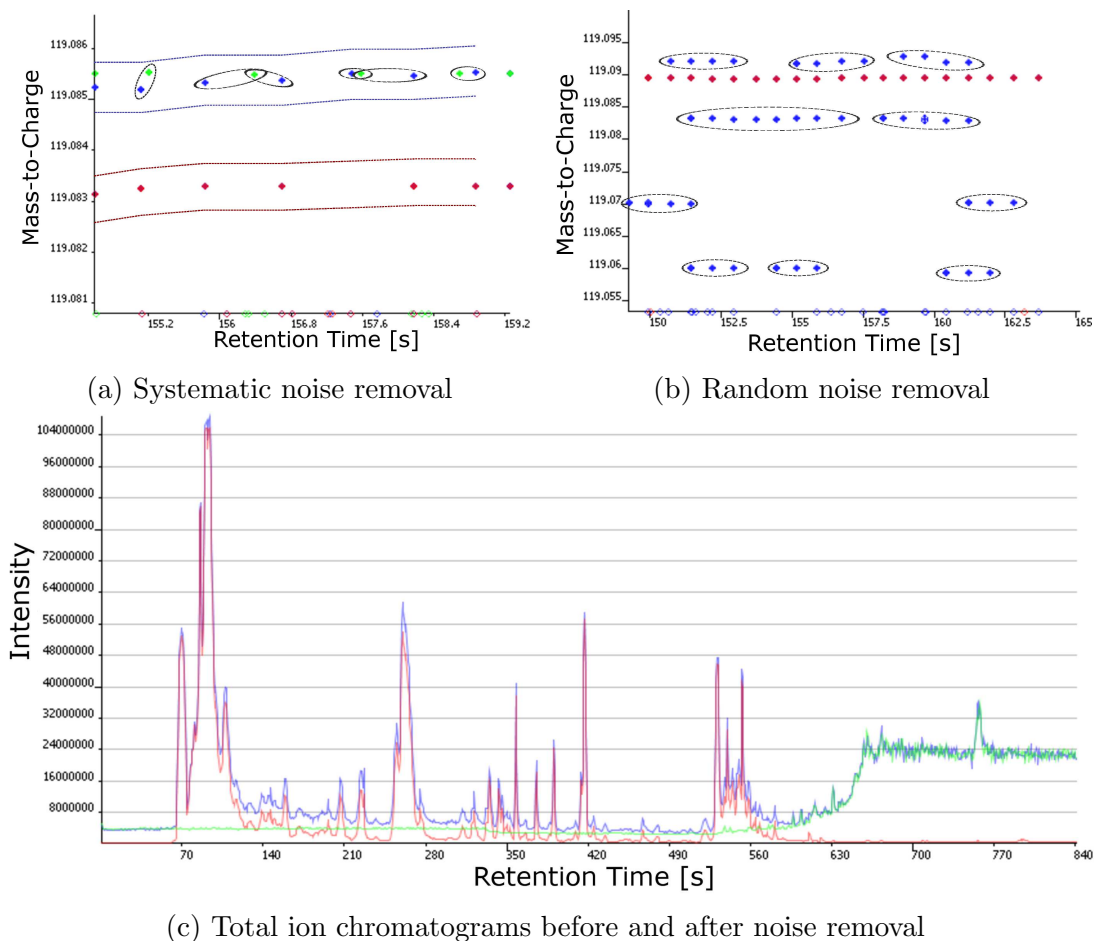 Mass-to-Charge
119.086
119.085
119.084
119.083
119.082
119.081
155.2 156 156.8 157.6 158.4 159.2
Retention Time [s]
(a) Systematic noise removal
Mass-to-Charge
119.095
119.09
119.085
119.08
119.075
119.07
119.065
119.06
119.055
150 152.5 155 157.5 160 162.5 165
Retention Time [s]
(b) Random noise removal
Intensity
104000000
96000000
88000000
80000000
72000000
64000000
56000000
48000000
40000000
32000000
24000000
16000000
8000000
70 140 210 280 350 420 490 560 630 700 770 840
Retention Time [s]
(c) Total ion chromatograms before and after noise removal